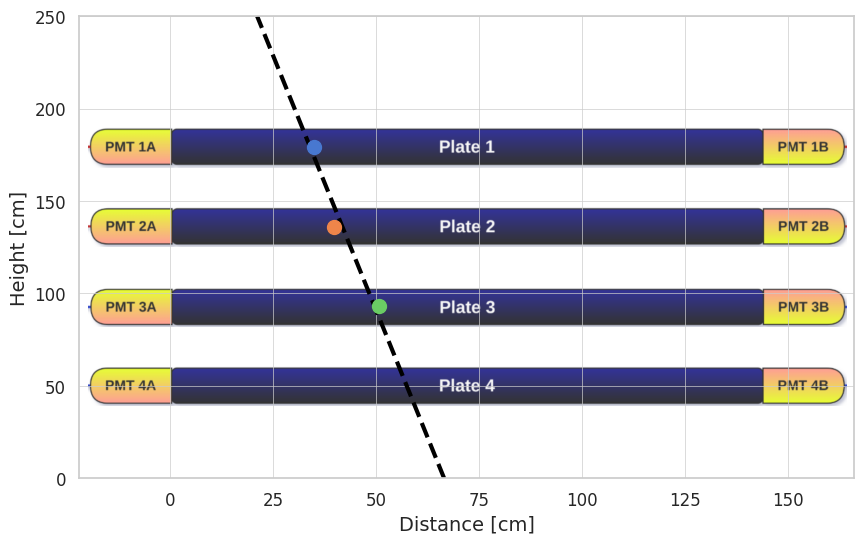 250
200
PMT 1A Plate 1 PMT 1B
150
PMT 2A Plate 2 PMT 2B
100
PMT 3A Plate 3 PMT 3B
50
PMT 4A Plate 4 PMT 4B
0
Height [cm]
0 25 50 75 100 125 150
Distance [cm]